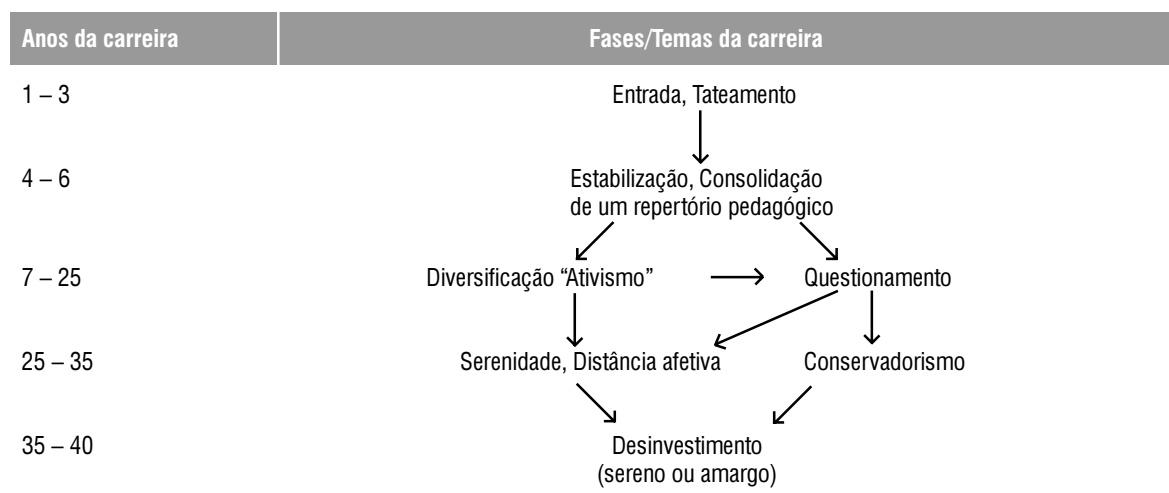 Anos da carreira Fases/Temas da carreira
1 – 3 Entrada, Tateamento
4 – 6 Estabilização, Consolidação
de um repertório pedagógico
7 – 25 Diversificação “Ativismo” Questionamento
25 – 35 Serenidade, Distância afetiva Conservadorismo
35 – 40 Desinvestimento
(sereno ou amargo)